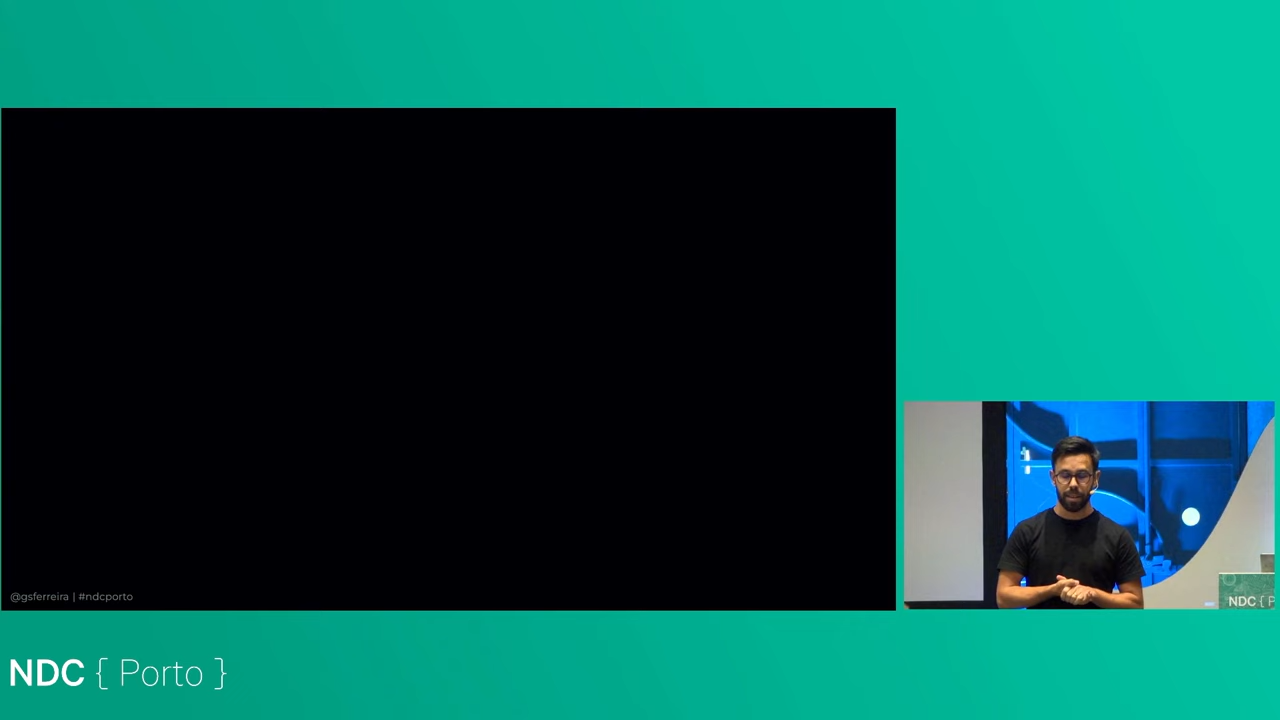 @gsferreira | #ndcporto
NDC { P
NDC { Porto }